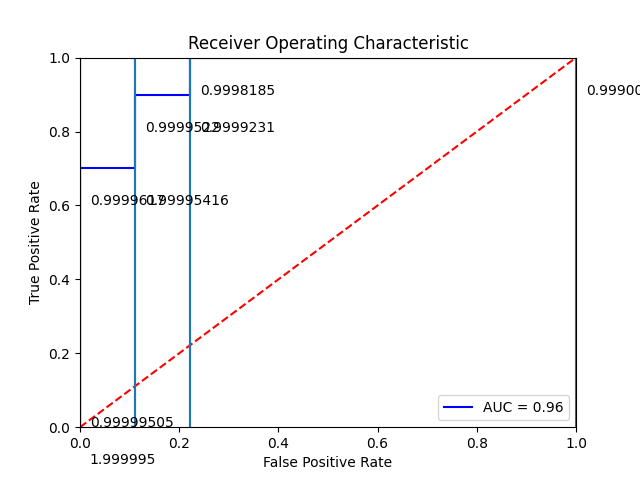 Receiver Operating Characteristic
1.0
0.9998185
0.99900
0.8
0.9999231
0.6
0.99995416
True Positive Rate
0.4
0.2
AUC = 0.96
0.99999505
0.0
0.0 0.2 0.4 0.6 0.8 1.0
1.999995
False Positive Rate